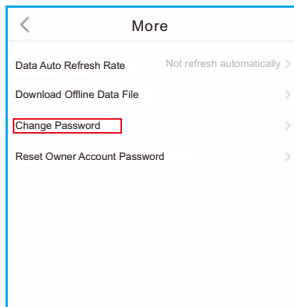 More
Data Auto Refresh Rate Not refresh automatically
Download Offline Data File
Change Password
Reset Owner Account Password